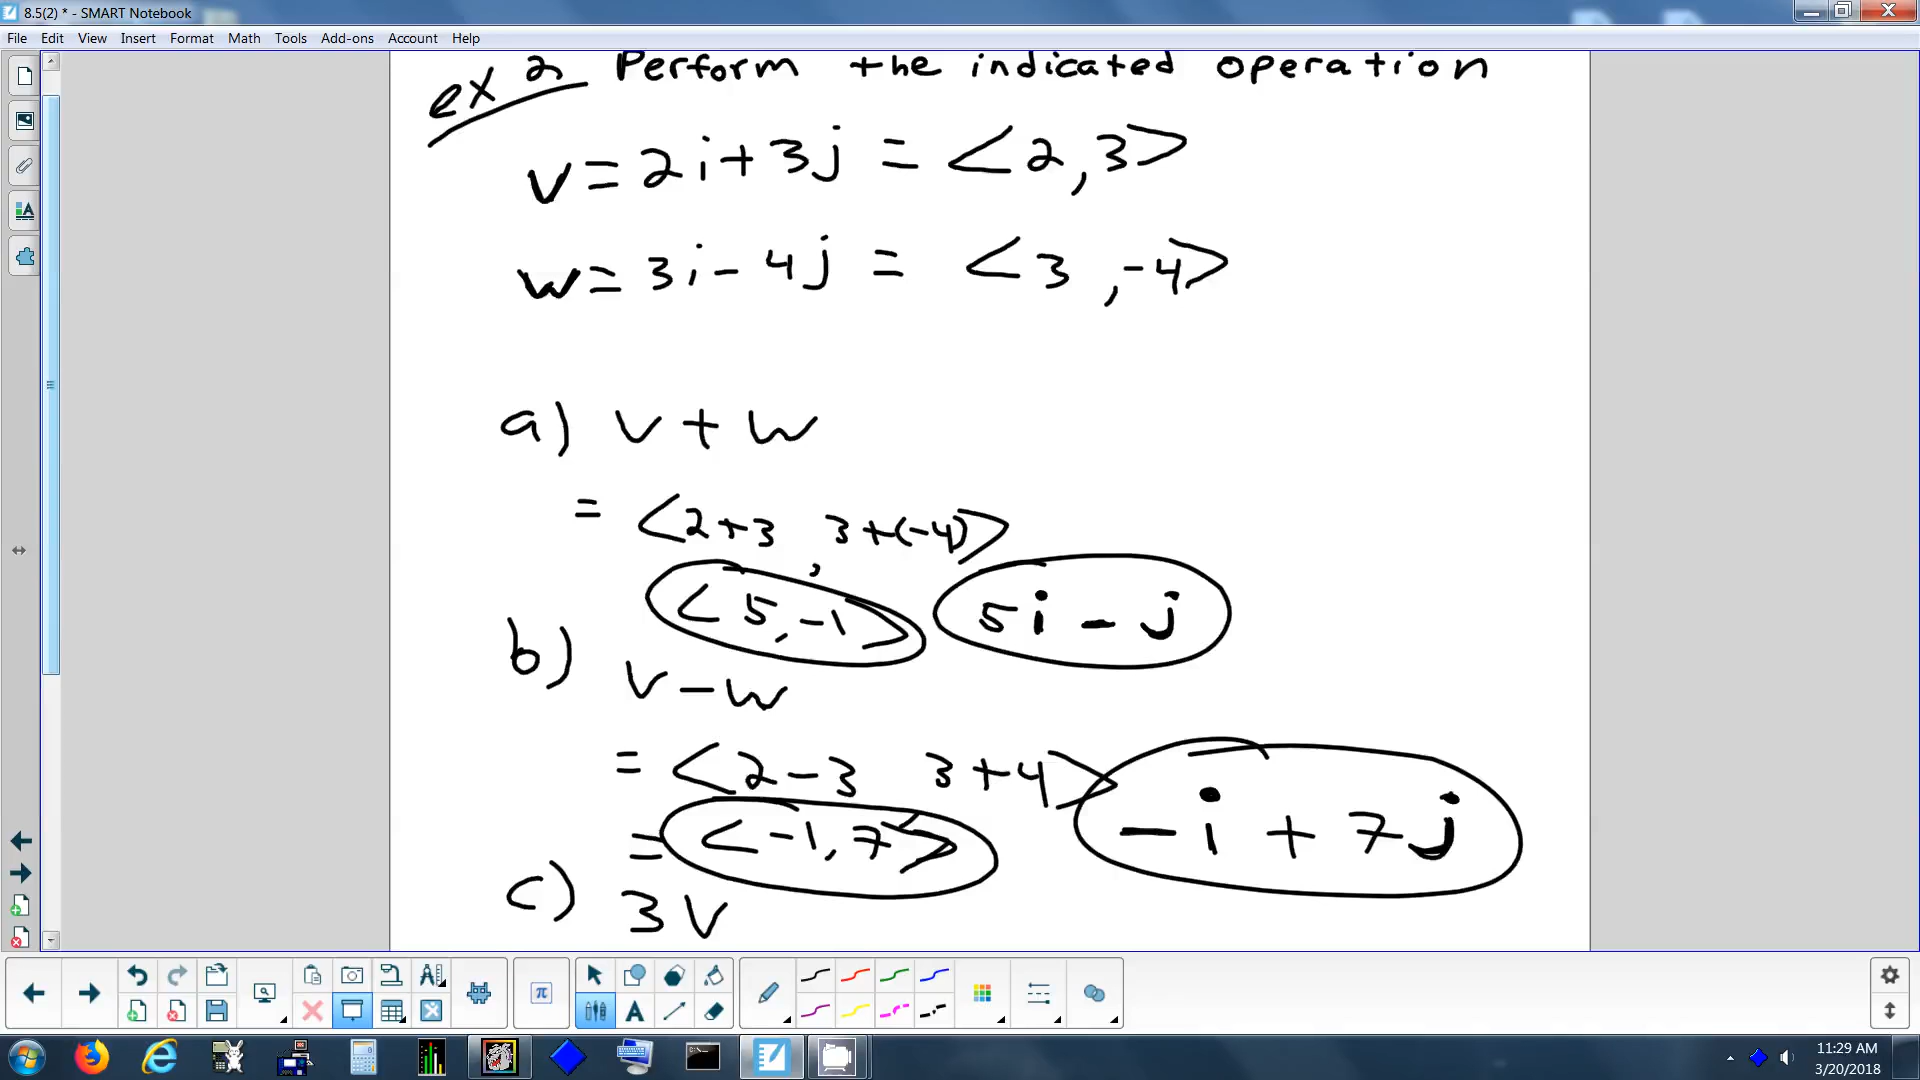 8.5(2) * - SMART Notebook
File Edit View Insert Format Math Tools Add-ons Account Help
ex 2 Perform the indicated operation
v = 2i + 3j = <2, 3>
w = 3i - 4j = <3, -4>
a) v + w
= <2+3, 3+(-4)>
<5, -1> 5i - j
b) v - w
= <2-3, 3+4>
= <-1, 7> -i + 7j
c) 3v
π
A
11:29 AM
3/20/2018